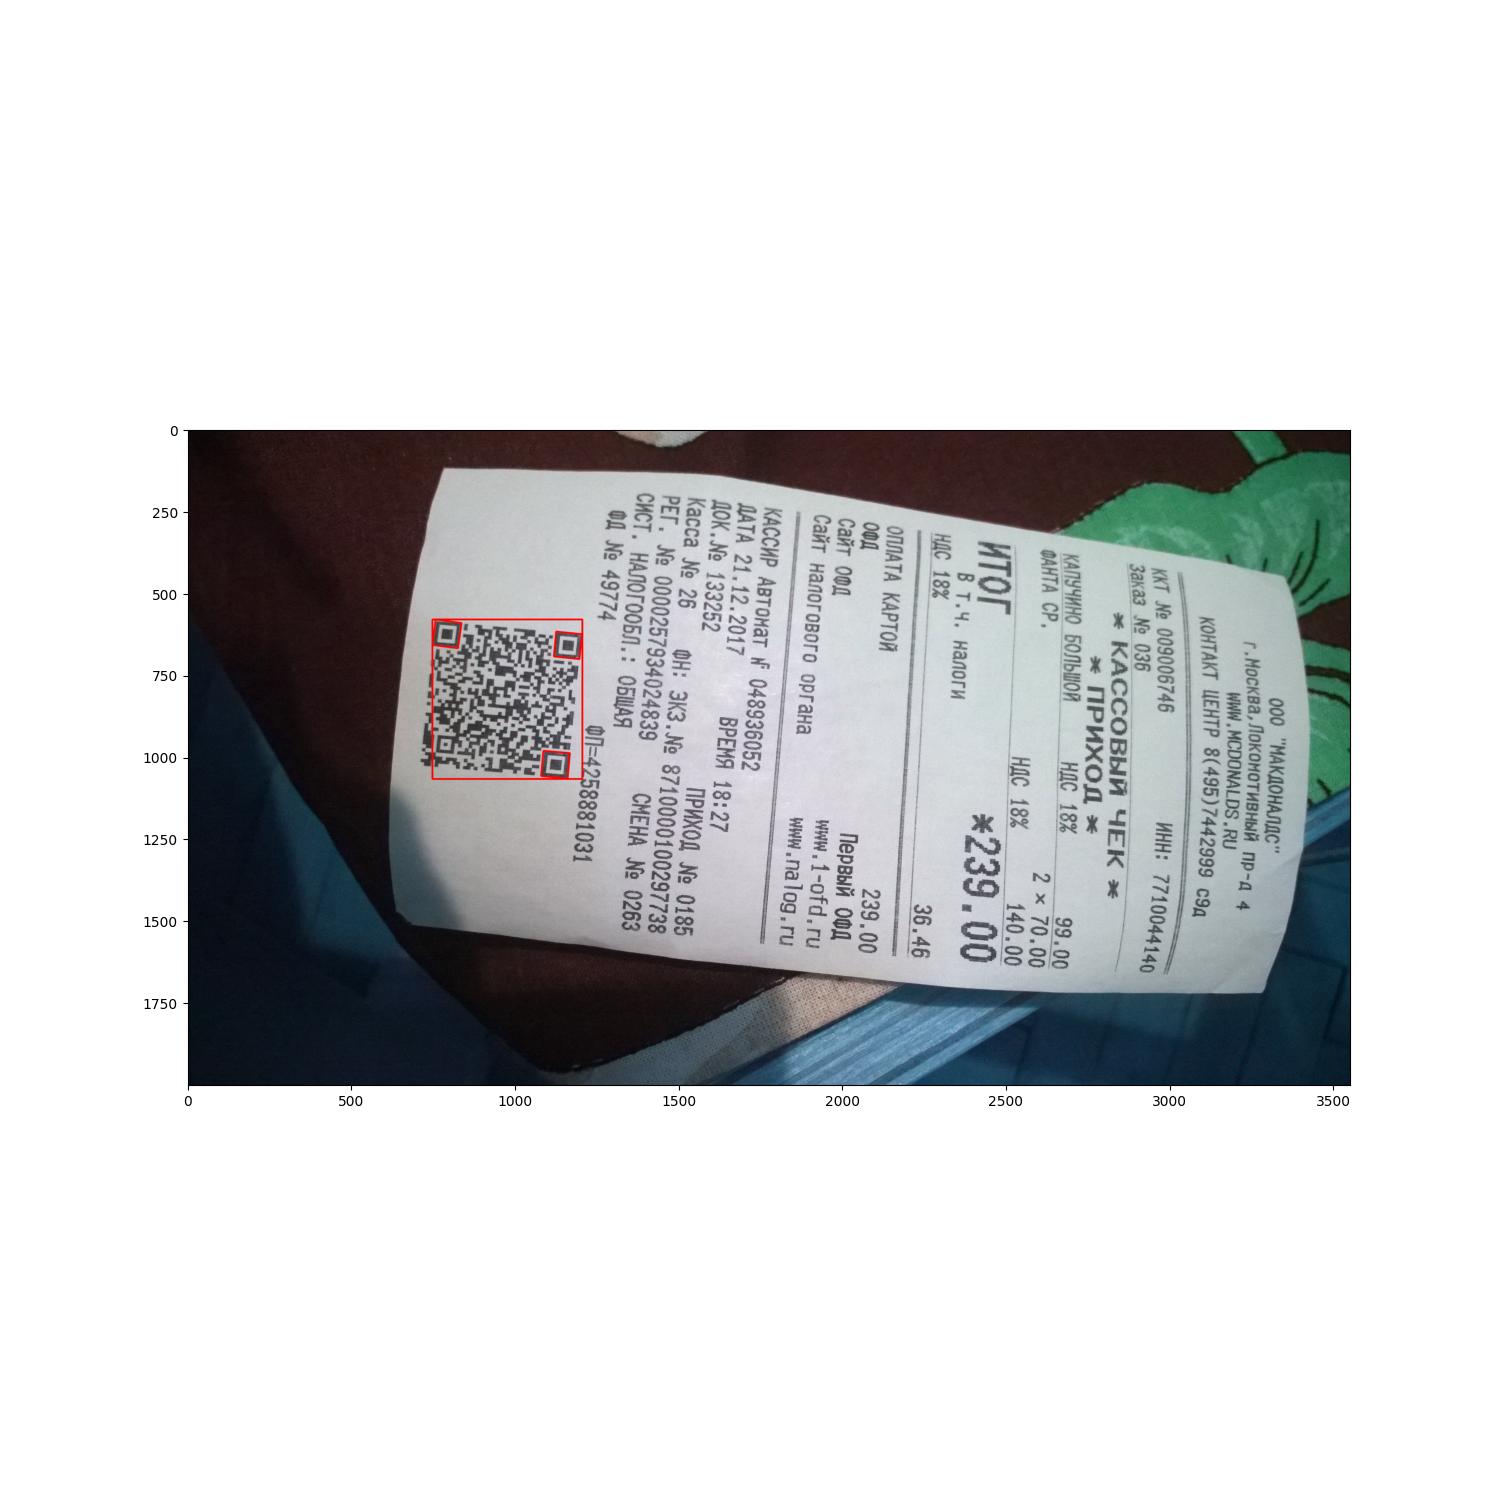 ООО "МАКДОНАЛДС"
г.Москва,Локомотивный пр-д 4
WWW.MCDONALDS.RU
КОНТАКТ ЦЕНТР 8(495)7442999 с9д
ККТ № 009006746 ИНН: 7710044140
Заказ № 036
* КАССОВЫЙ ЧЕК *
* ПРИХОД *
КАПУЧИНО БОЛЬШОЙ НДС 18% 99.00
ФАНТА СР. 2 × 70.00
НДС 18% 140.00
ИТОГ *239.00
В т.ч. налоги
НДС 18% 36.46
ОПЛАТА КАРТОЙ 239.00
ОФД Первый ОФД
Сайт ОФД www.1-ofd.ru
Сайт налогового органа www.nalog.ru
КАССИР Автомат № 048936052
ДАТА 21.12.2017 ВРЕМЯ 18:27
ДОК.№ 133252
Касса № 26 ФН: ЭКЗ.№ 8710000100297738
ПРИХОД № 0185
РЕГ. № 0000257934024839
СИСТ. НАЛОГООБЛ.: ОБЩАЯ СМЕНА № 0263
ФД № 49774
ФП=4258881031
0
250
500
750
1000
1250
1500
1750
0 500 1000 1500 2000 2500 3000 3500